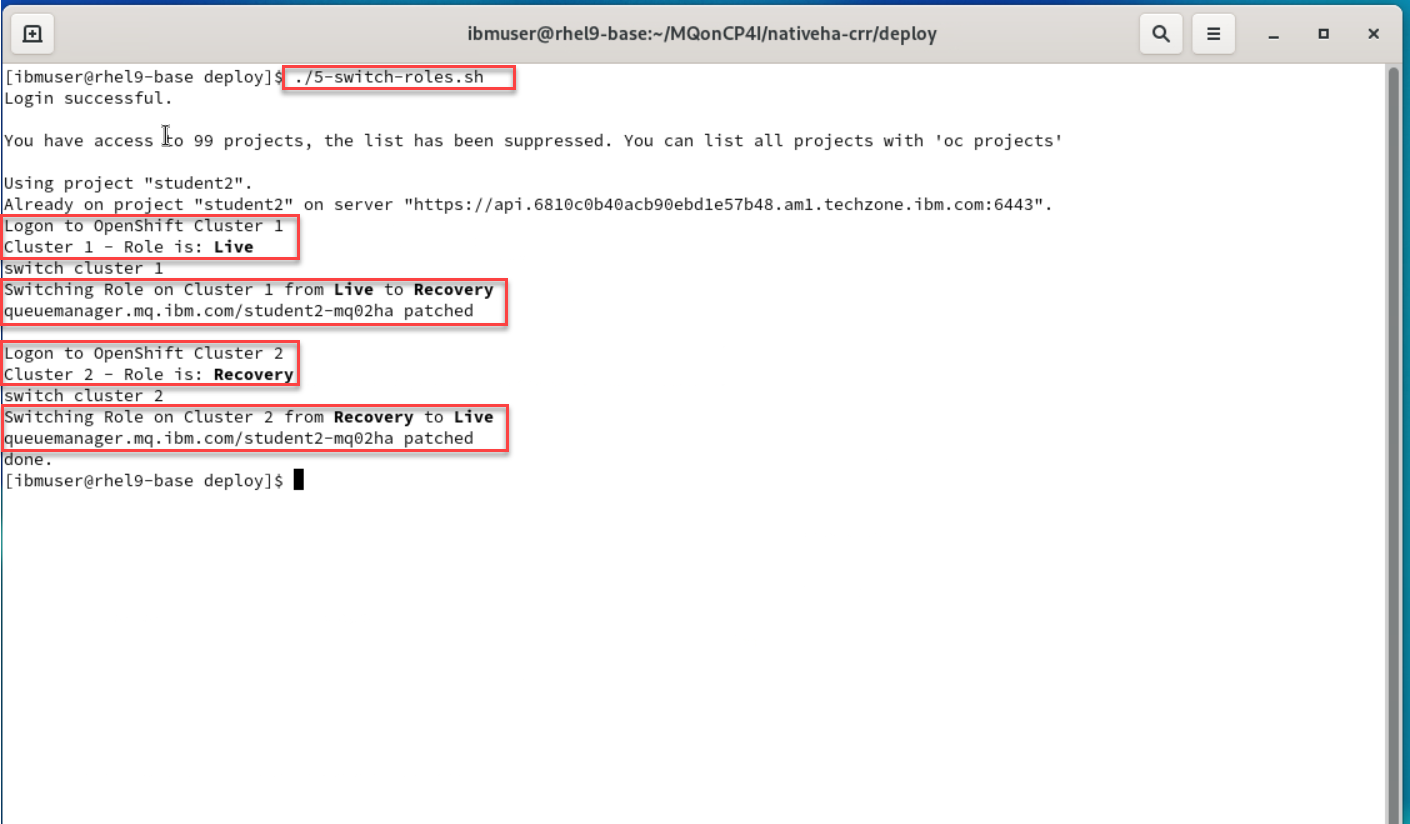 ibmuser@rhel9-base:~/MQonCP4I/nativeha-crr/deploy
[ibmuser@rhel9-base deploy]$ ./5-switch-roles.sh
Login successful.
You have access to 99 projects, the list has been suppressed. You can list all projects with 'oc projects'
Using project "student2".
Already on project "student2" on server "https://api.6810c0b40acb90ebd1e57b48.am1.techzone.ibm.com:6443".
Logon to OpenShift Cluster 1
Cluster 1 - Role is: Live
switch cluster 1
Switching Role on Cluster 1 from Live to Recovery
queuemanager.mq.ibm.com/student2-mq02ha patched
Logon to OpenShift Cluster 2
Cluster 2 - Role is: Recovery
switch cluster 2
Switching Role on Cluster 2 from Recovery to Live
queuemanager.mq.ibm.com/student2-mq02ha patched
done.
[ibmuser@rhel9-base deploy]$